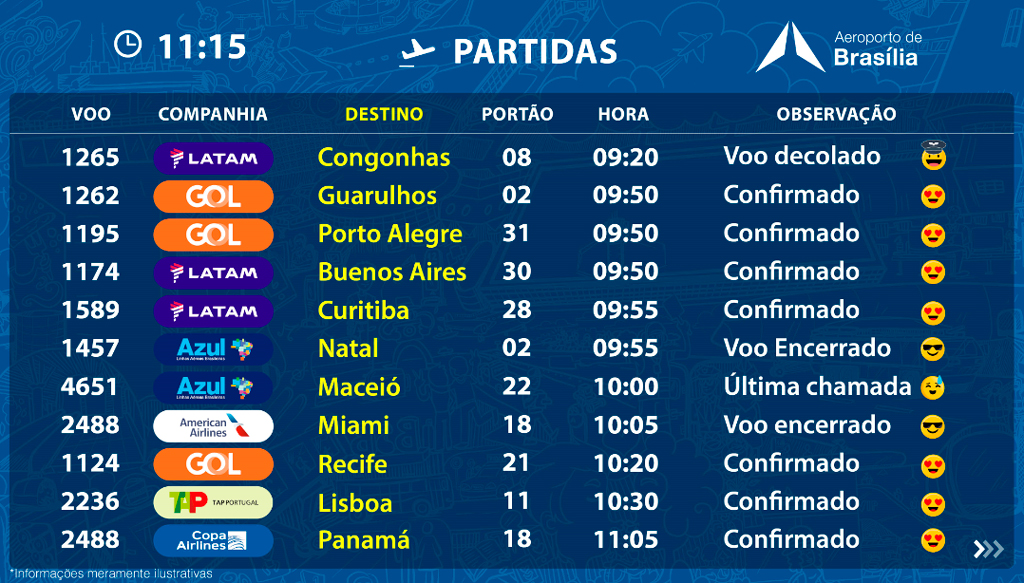 11:15 PARTIDAS Aeroporto de Brasília
VOO COMPANHIA DESTINO PORTÃO HORA OBSERVAÇÃO
1265 LATAM Congonhas 08 09:20 Voo decolado
1262 GOL Guarulhos 02 09:50 Confirmado
1195 GOL Porto Alegre 31 09:50 Confirmado
1174 LATAM Buenos Aires 30 09:50 Confirmado
1589 LATAM Curitiba 28 09:55 Confirmado
1457 Azul Linhas Aéreas Brasileiras Natal 02 09:55 Voo Encerrado
4651 Azul Linhas Aéreas Brasileiras Maceió 22 10:00 Última chamada
2488 American Airlines Miami 18 10:05 Voo encerrado
1124 GOL Recife 21 10:20 Confirmado
2236 TAP TAP PORTUGAL Lisboa 11 10:30 Confirmado
2488 Copa Airlines Panamá 18 11:05 Confirmado
*Informações meramente ilustrativas